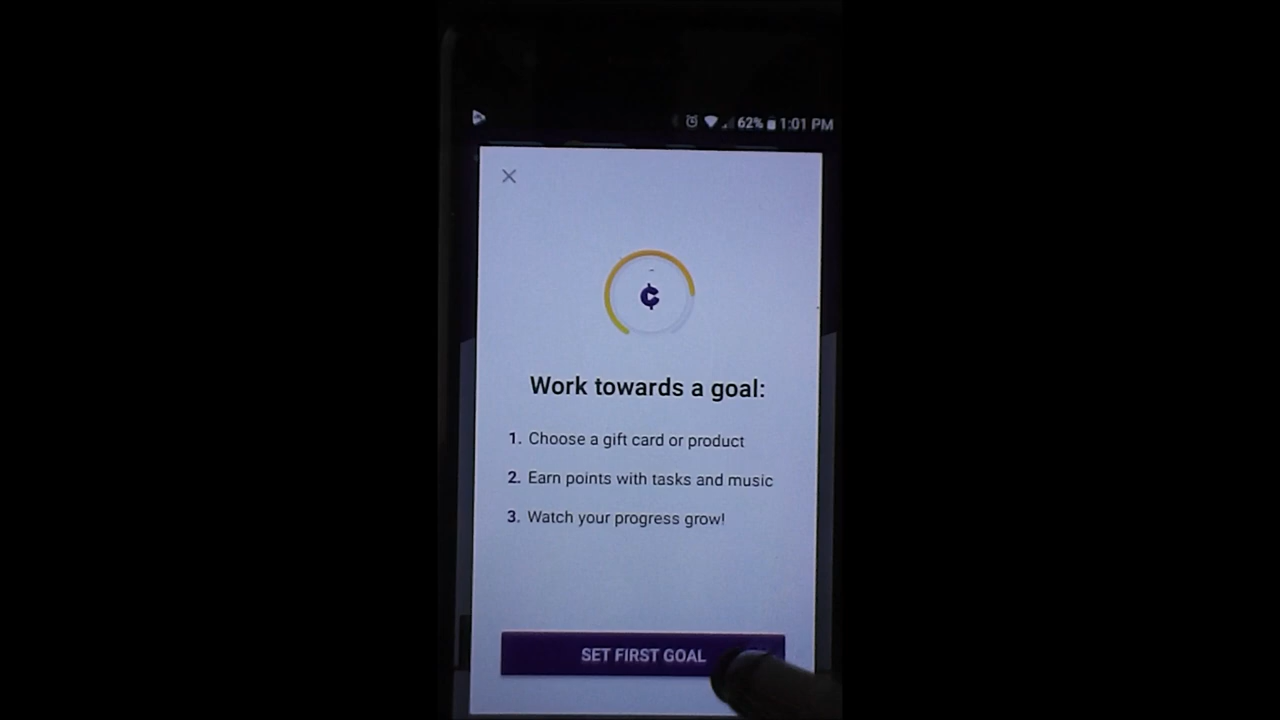 62% 1:01 PM
¢
Work towards a goal:
1. Choose a gift card or product
2. Earn points with tasks and music
3. Watch your progress grow!
SET FIRST GOAL